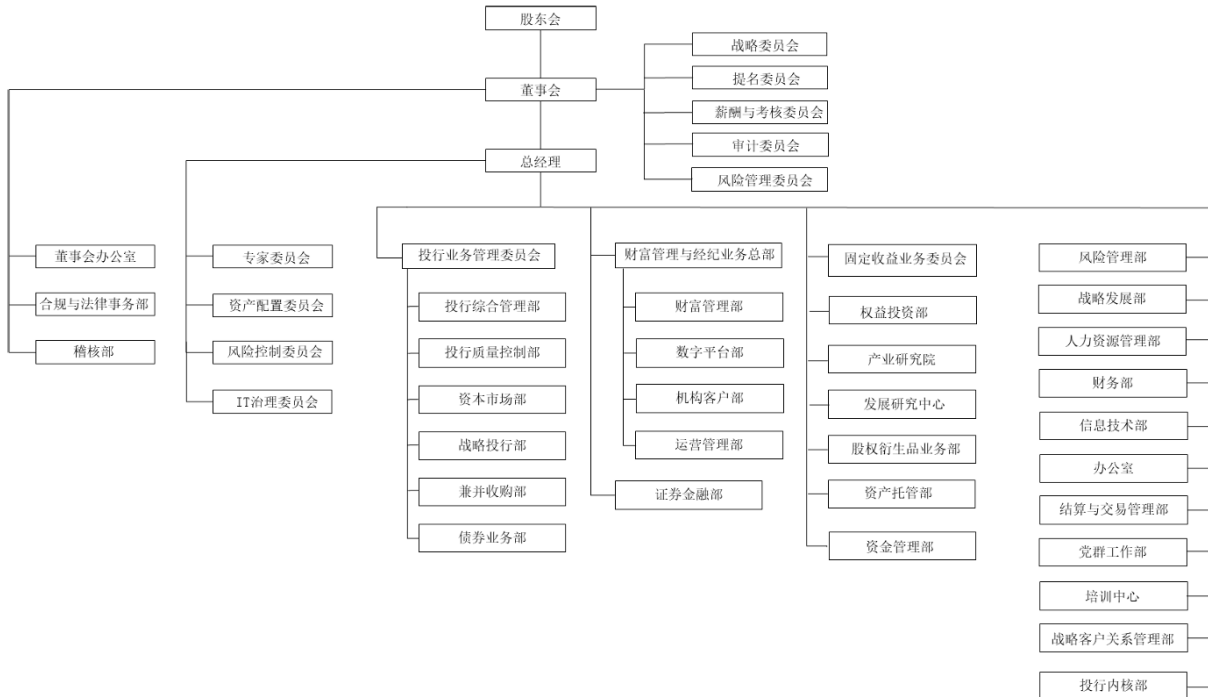 股东会
战略委员会
提名委员会
董事会
薪酬与考核委员会
审计委员会
总经理
风险管理委员会
董事会办公室
合规与法律事务部
稽核部
专家委员会
资产配置委员会
风险控制委员会
IT治理委员会
投行业务管理委员会
投行综合管理部
投行质量控制部
资本市场部
战略投行部
兼并收购部
债券业务部
财富管理与经纪业务总部
财富管理部
数字平台部
机构客户部
运营管理部
证券金融部
固定收益业务委员会
权益投资部
产业研究院
发展研究中心
股权衍生品业务部
资产托管部
资金管理部
风险管理部
战略发展部
人力资源管理部
财务部
信息技术部
办公室
结算与交易管理部
党群工作部
培训中心
战略客户关系管理部
投行内核部